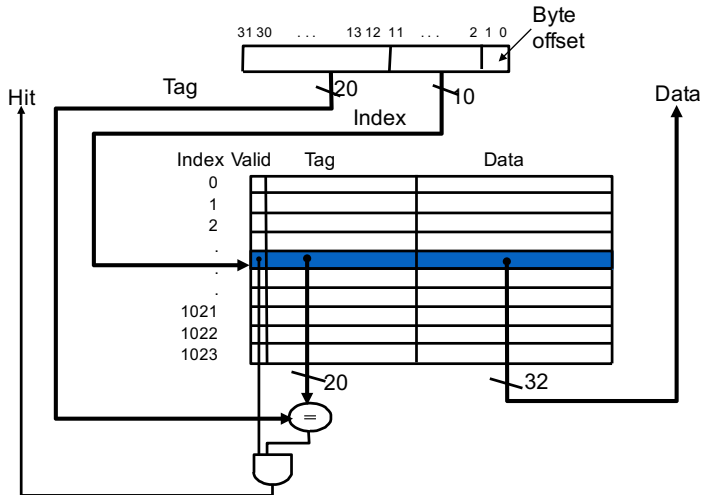 Byte
offset
31 30 . . . 13 12 11 . . . 2 1 0
Tag
20
10
Hit
Data
Index
Index Valid Tag Data
0
1
2
.
.
.
1021
1022
1023
20
32
=